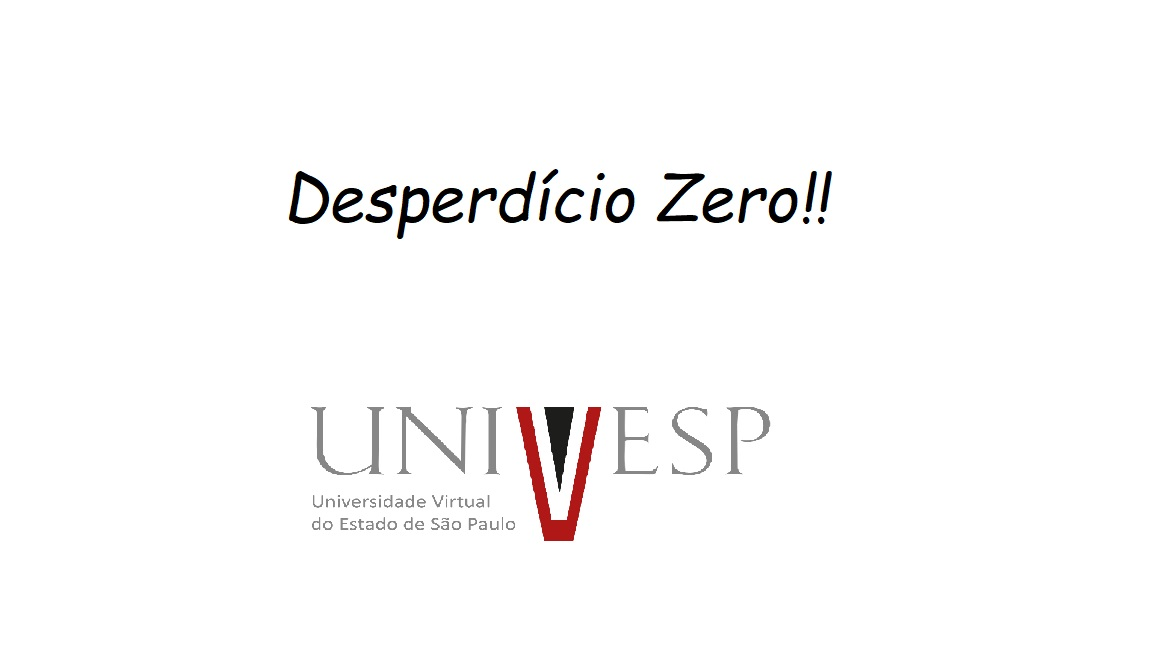 Desperdício Zero!!
UNIVESP
Universidade Virtual
do Estado de São Paulo